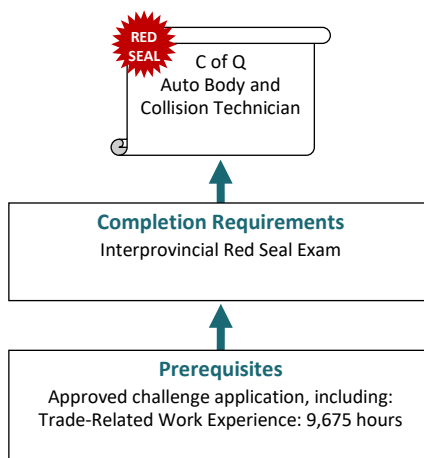 RED
SEAL
C of Q
Auto Body and
Collision Technician
Completion Requirements
Interprovincial Red Seal Exam
Prerequisites
Approved challenge application, including:
Trade-Related Work Experience: 9,675 hours